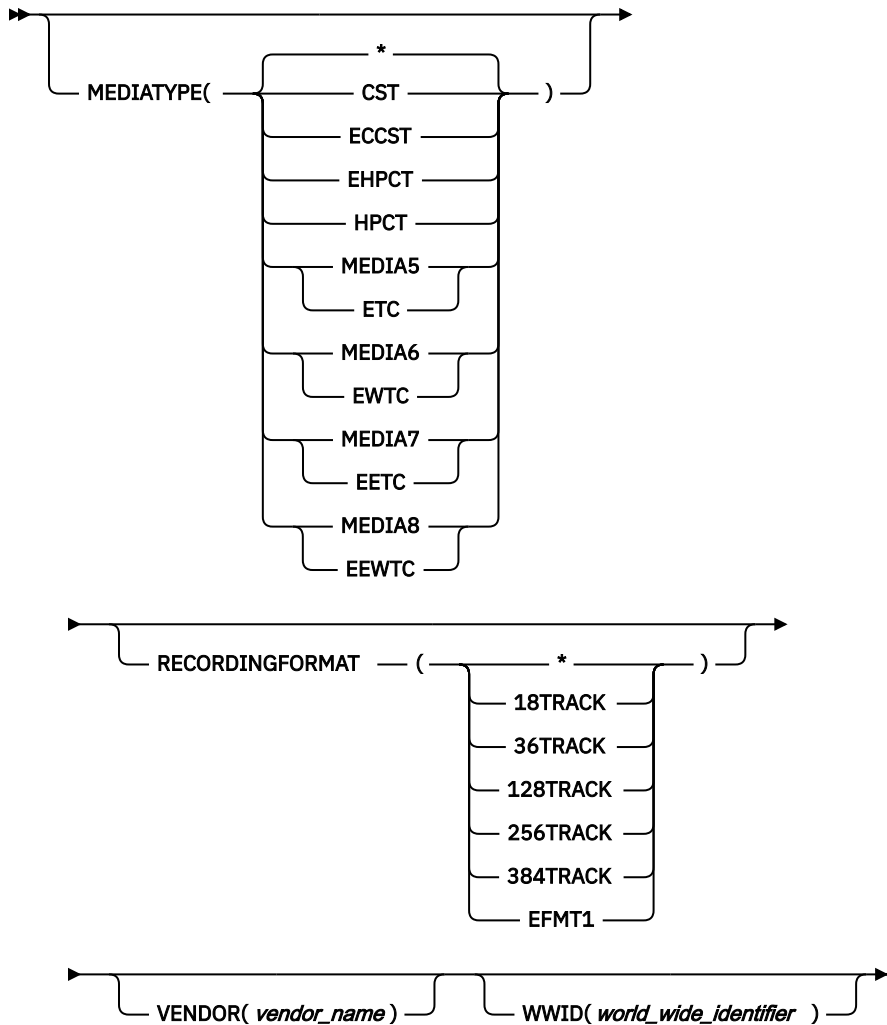 *
MEDIATYPE( CST )
ECCST
EHPCT
HPCT
MEDIA5
ETC
MEDIA6
EWTC
MEDIA7
EETC
MEDIA8
EEWTC
RECORDINGFORMAT ( * )
18TRACK
36TRACK
128TRACK
256TRACK
384TRACK
EFMT1
VENDOR( vendor_name ) WWID( world_wide_identifier )